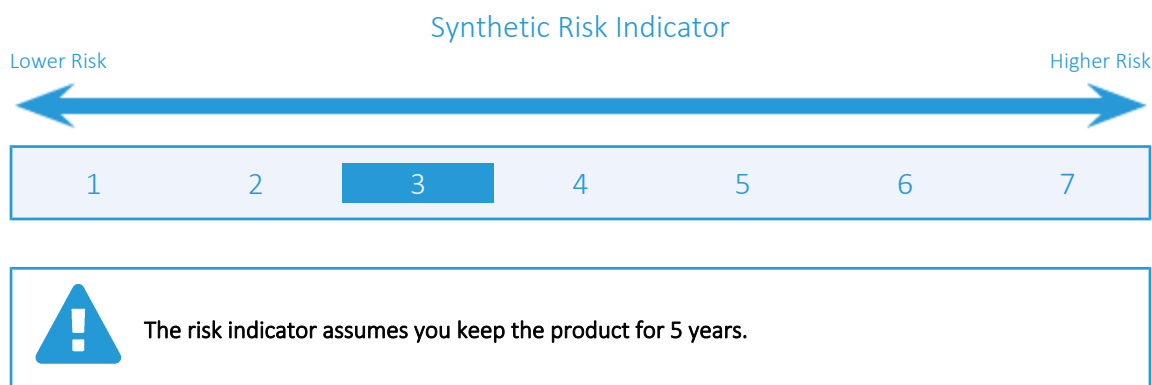 Synthetic Risk Indicator
Lower Risk Higher Risk
1 2 3 4 5 6 7
The risk indicator assumes you keep the product for 5 years.